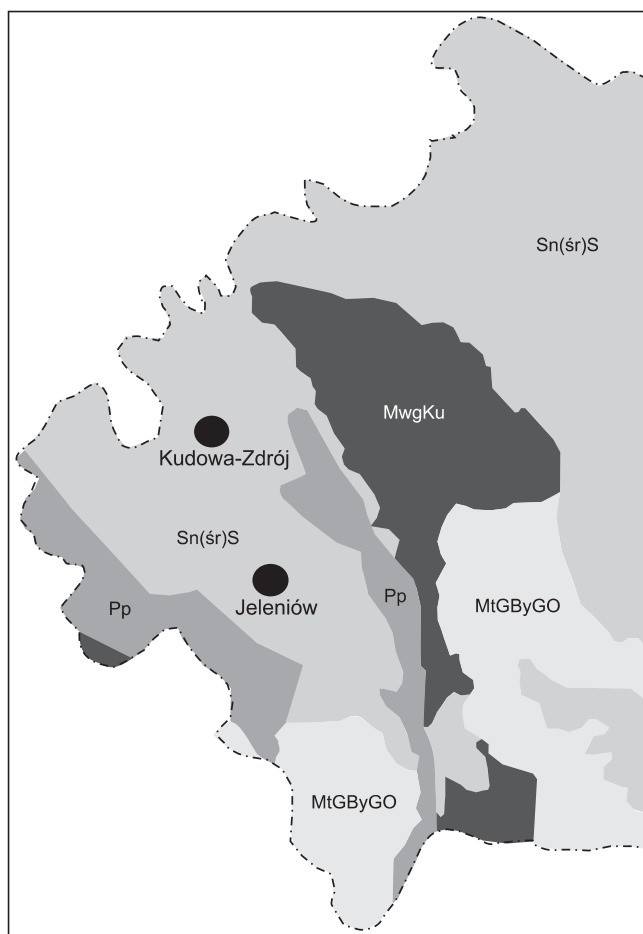 Sn(śr)S
MwgKu
Kudowa-Zdrój
Sn(śr)S
Jeleniów
Pp
MtGByGO
Pp
MtGByGO